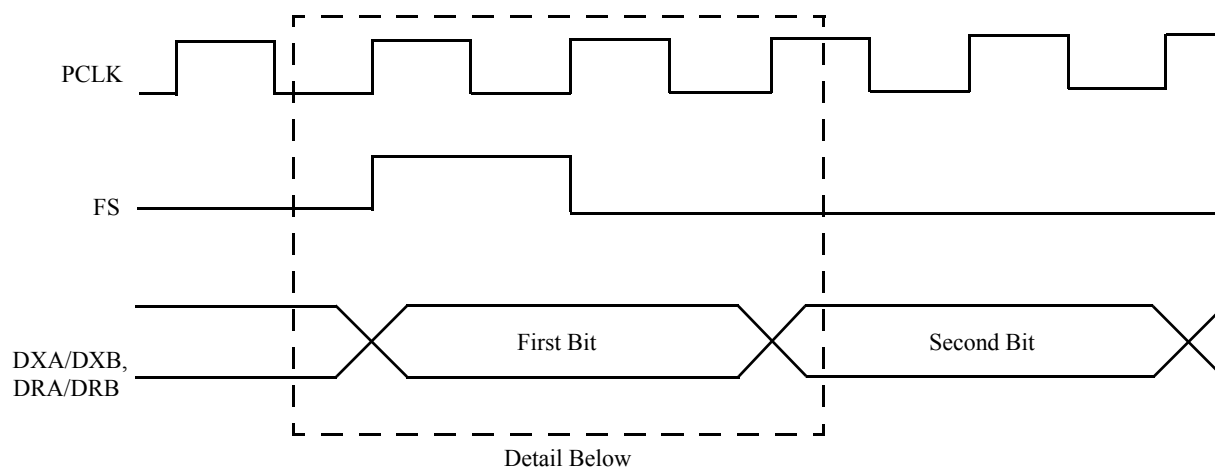 PCLK
FS
First Bit
Second Bit
DXA/DXB,
DRA/DRB
Detail Below